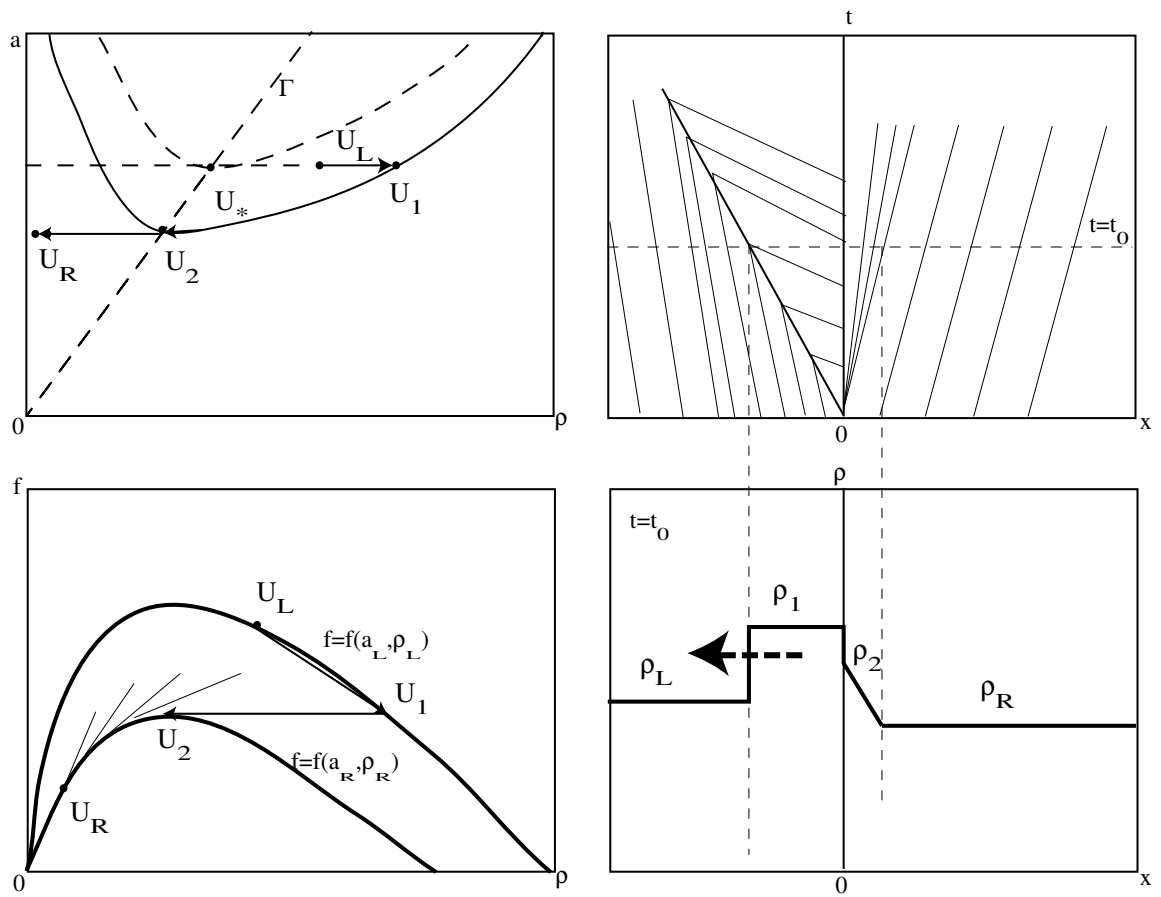 a
Γ
U_L
U_*
U_1
U_R
U_2
0
ρ
t
t=t_0
0
x
f
U_L
f=f(a_L,ρ_L)
U_1
U_2
f=f(a_R,ρ_R)
U_R
0
ρ
ρ
t=t_0
ρ_1
ρ_2
ρ_L
ρ_R
0
x